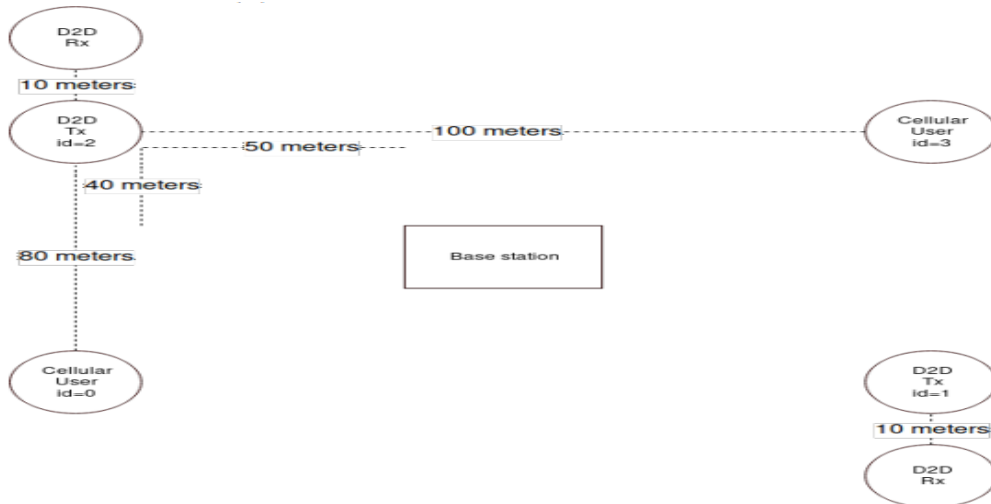 D2D
Rx
10 meters
D2D
Tx
id=2
100 meters
Cellular
User
id=3
50 meters
40 meters
80 meters
Base station
Cellular
User
id=0
D2D
Tx
id=1
10 meters
D2D
Rx